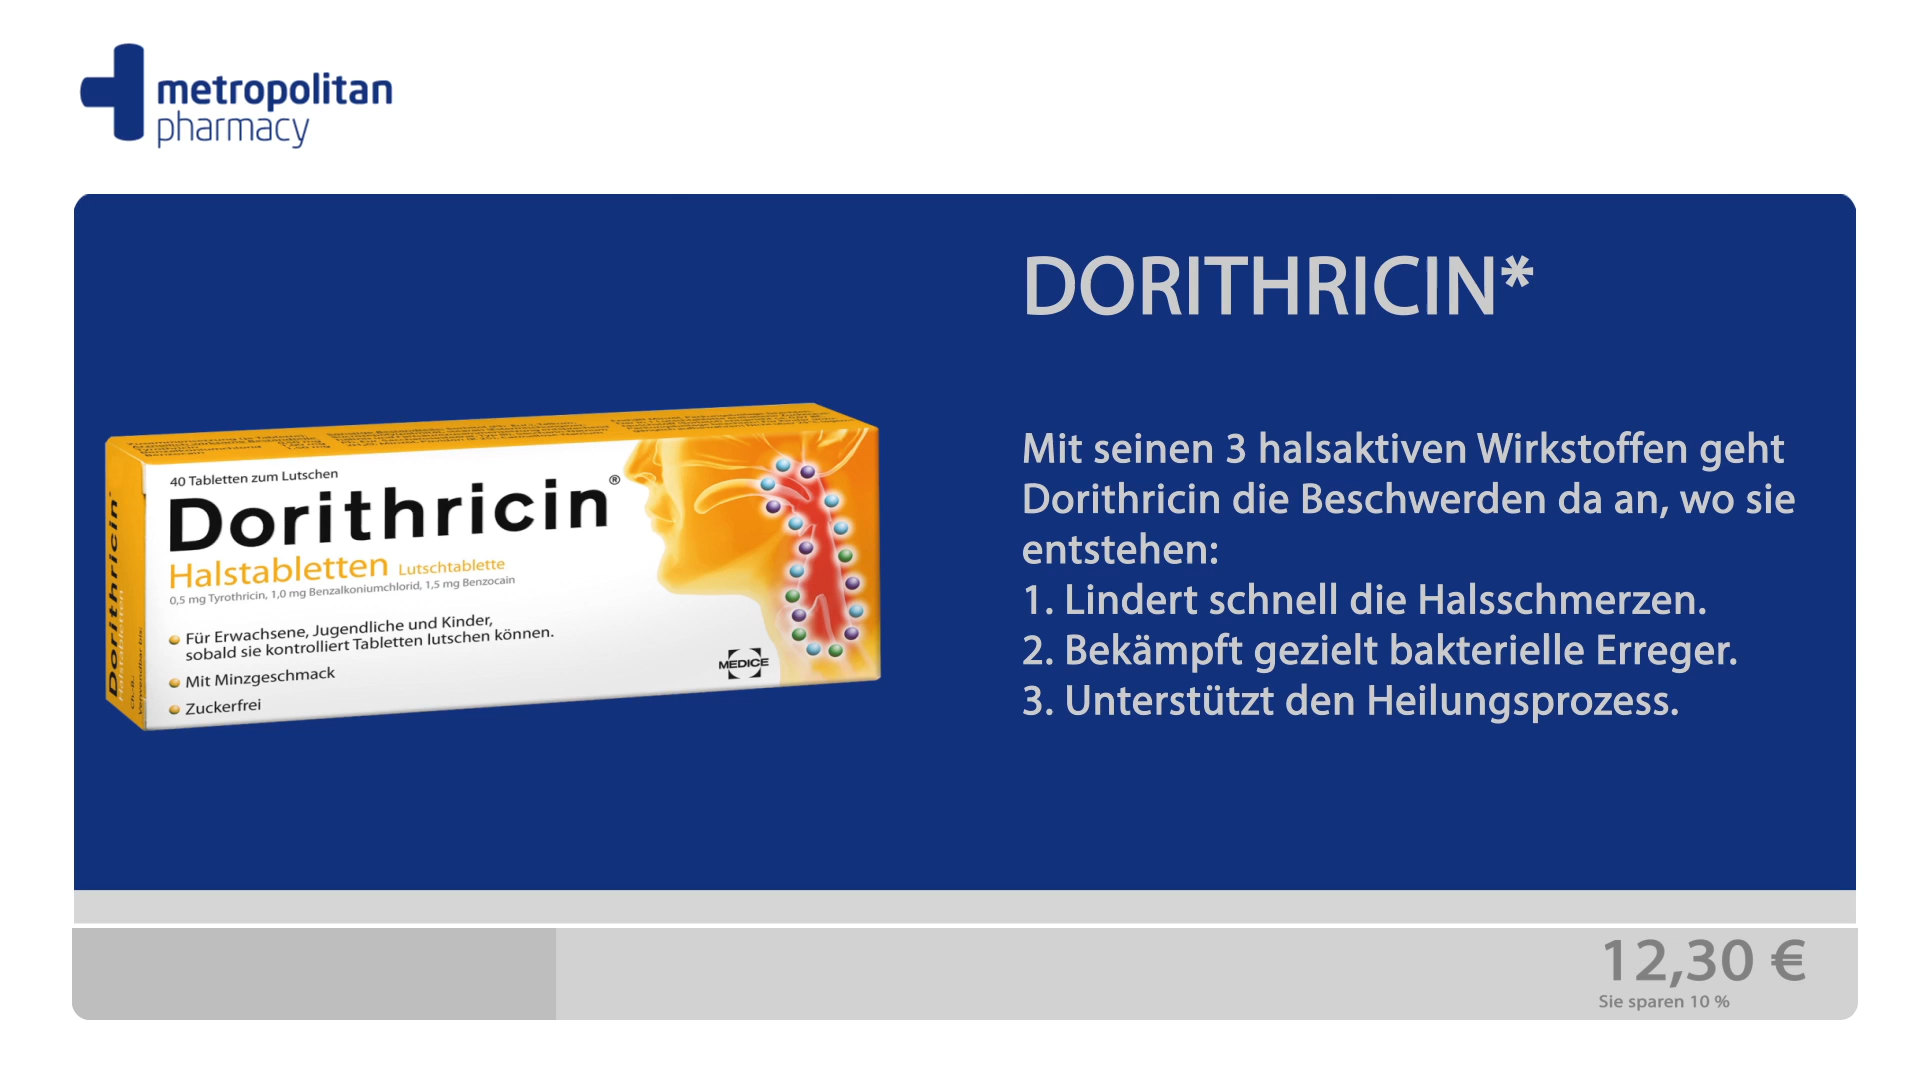 metropolitan
pharmacy
DORITHRICIN*
Mit seinen 3 halsaktiven Wirkstoffen geht
Dorithricin die Beschwerden da an, wo sie
entstehen:
1. Lindert schnell die Halsschmerzen.
2. Bekämpft gezielt bakterielle Erreger.
3. Unterstützt den Heilungsprozess.
40 Tabletten zum Lutschen
Dorithricin®
Halstabletten Lutschtablette
0,5 mg Tyrothricin, 1,0 mg Benzalkoniumchlorid, 1,5 mg Benzocain
Für Erwachsene, Jugendliche und Kinder,
sobald sie kontrolliert Tabletten lutschen können.
Mit Minzgeschmack
Zuckerfrei
MEDICE
Dorithricin
Halstabletten
12,30 €
Sie sparen 10 %